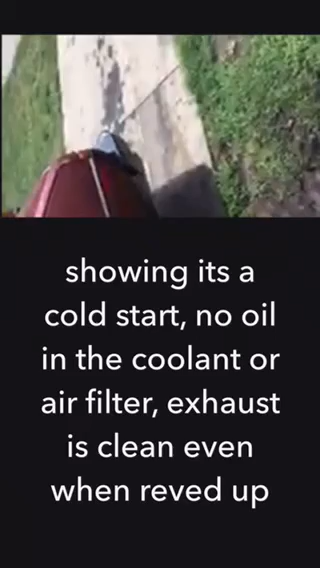 showing its a
cold start, no oil
in the coolant or
air filter, exhaust
is clean even
when reved up